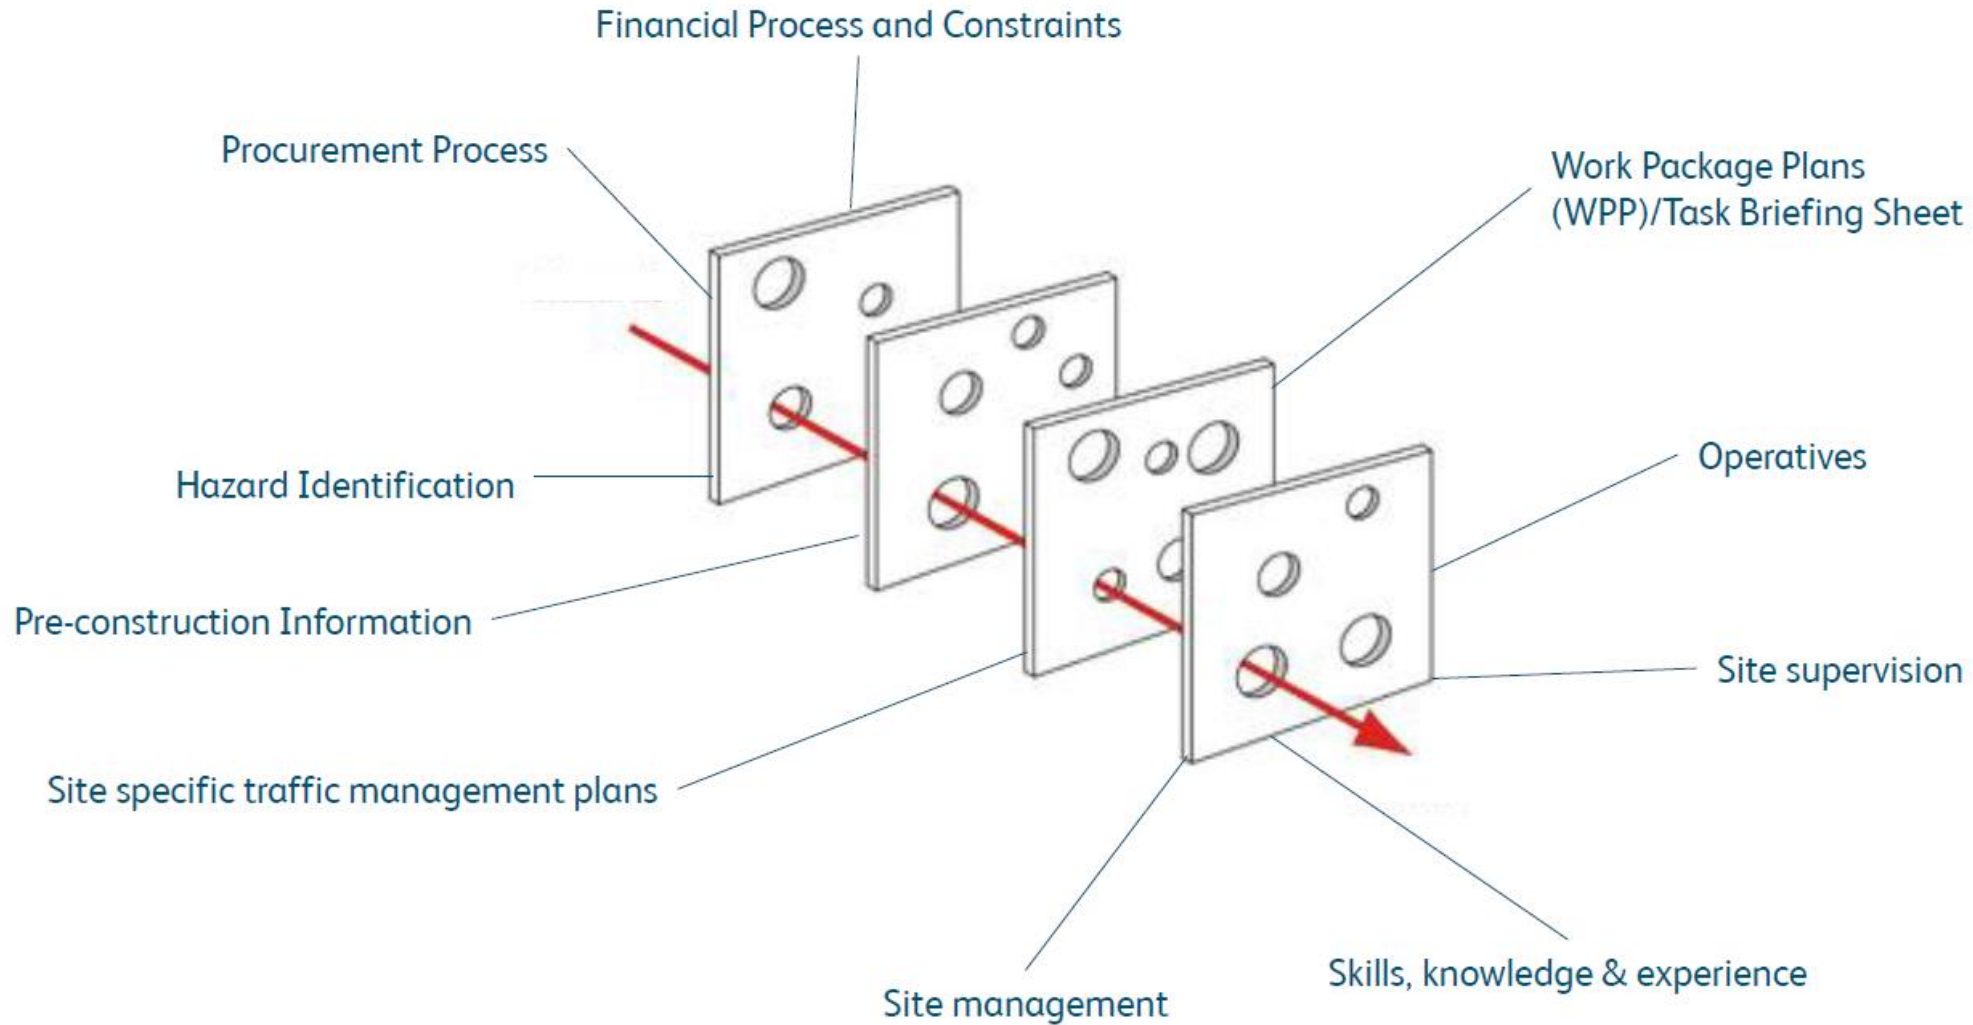 Financial Process and Constraints
Procurement Process
Work Package Plans
(WPP)/Task Briefing Sheet
Operatives
Hazard Identification
Pre-construction Information
Site supervision
Site specific traffic management plans
Skills, knowledge & experience
Site management